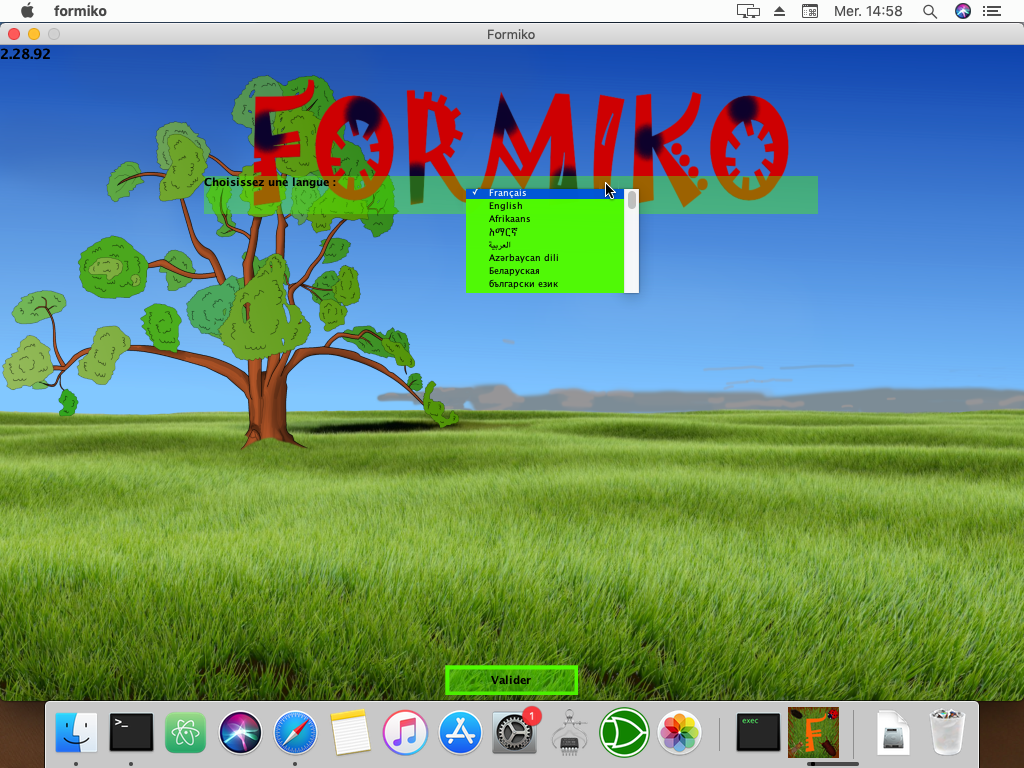 formiko
Mer. 14:58
Formiko
2.28.92
FORMIKO
Choisissez une langue :
✓ Français
English
Afrikaans
አማርኛ
العربية
Azərbaycan dili
Беларуская
български език
Valider
>_
1
exec
F